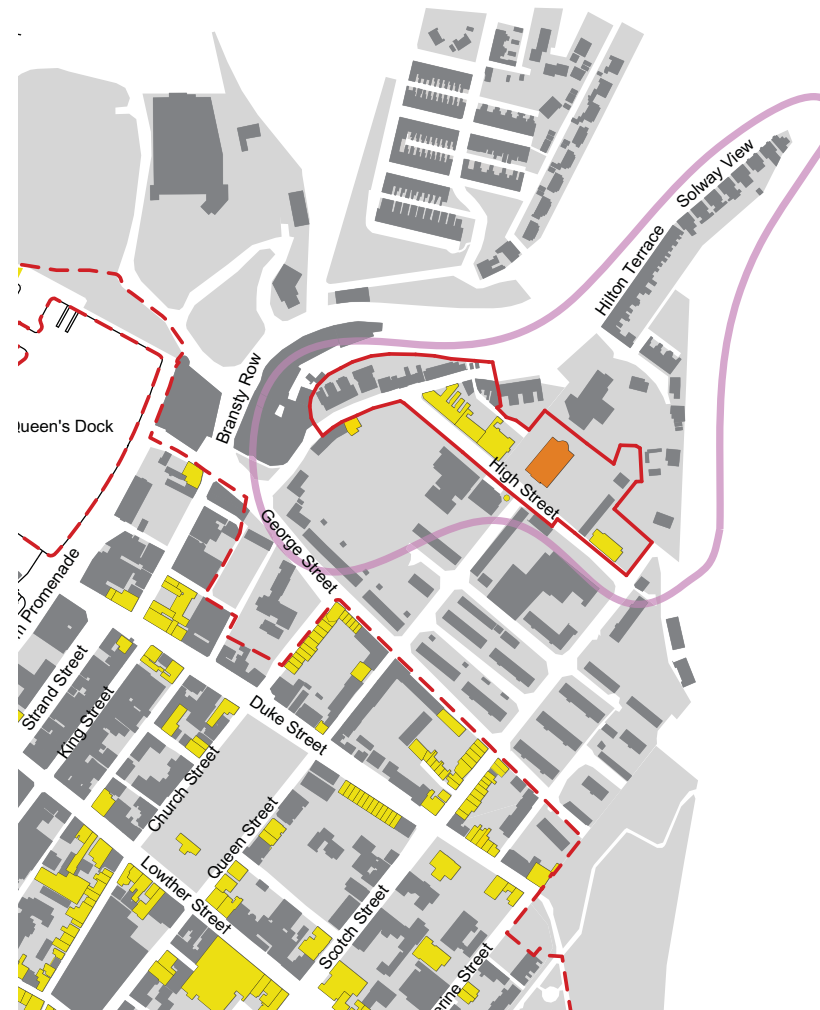 Solway View
Hilton Terrace
Bransty Row
Queen's Dock
High Street
George Street
Promenade
Strand Street
King Street
Duke Street
Church Street
Queen Street
Lowther Street
Scotch Street
erine Street